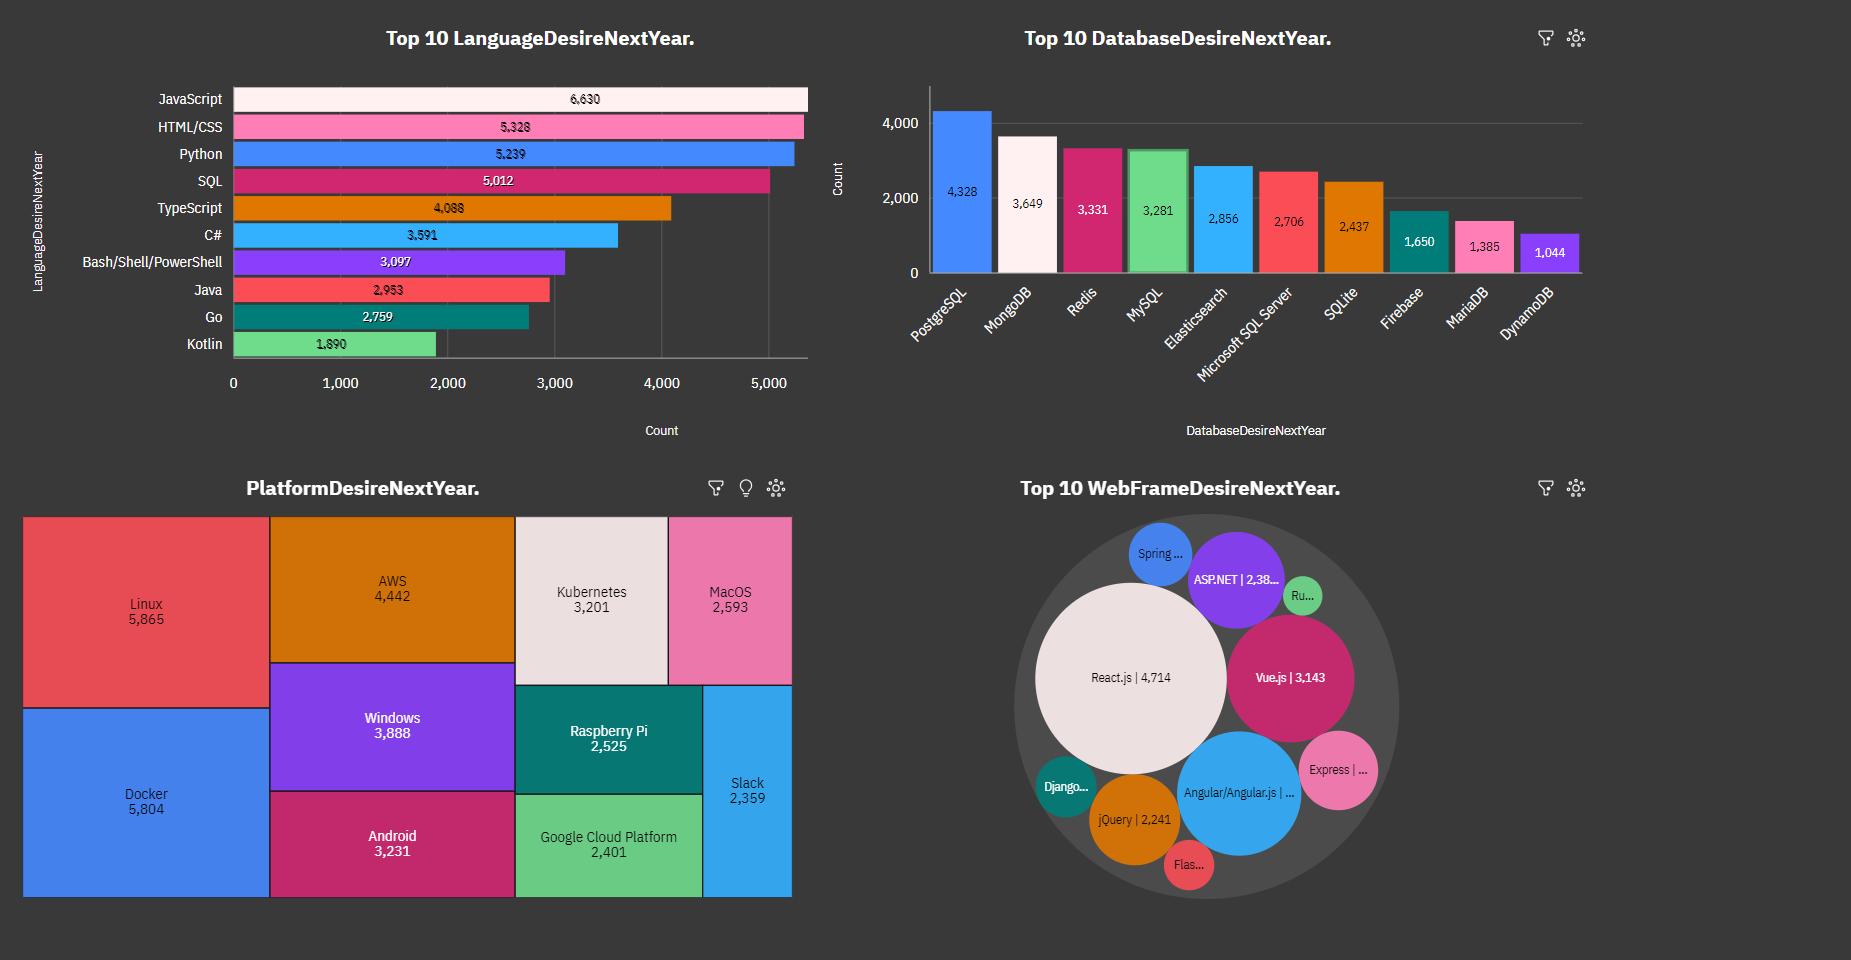 Top 10 LanguageDesireNextYear.
LanguageDesireNextYear
JavaScript 6,630
HTML/CSS 5,328
Python 5,239
SQL 5,012
TypeScript 4,088
C# 3,591
Bash/Shell/PowerShell 3,097
Java 2,953
Go 2,759
Kotlin 1,890
0 1,000 2,000 3,000 4,000 5,000
Count
Top 10 DatabaseDesireNextYear.
Count
4,000
2,000
0
4,328 3,649 3,331 3,281 2,856 2,706 2,437 1,650 1,385 1,044
PostgreSQL MongoDB Redis MySQL Elasticsearch Microsoft SQL Server SQLite Firebase MariaDB DynamoDB
DatabaseDesireNextYear
PlatformDesireNextYear.
Linux
5,865
Docker
5,804
AWS
4,442
Windows
3,888
Android
3,231
Kubernetes
3,201
MacOS
2,593
Raspberry Pi
2,525
Google Cloud Platform
2,401
Slack
2,359
Top 10 WebFrameDesireNextYear.
Spring ...
ASP.NET | 2,38...
Ru...
React.js | 4,714
Vue.js | 3,143
Express | ...
Django...
Angular/Angular.js | ...
jQuery | 2,241
Flas...